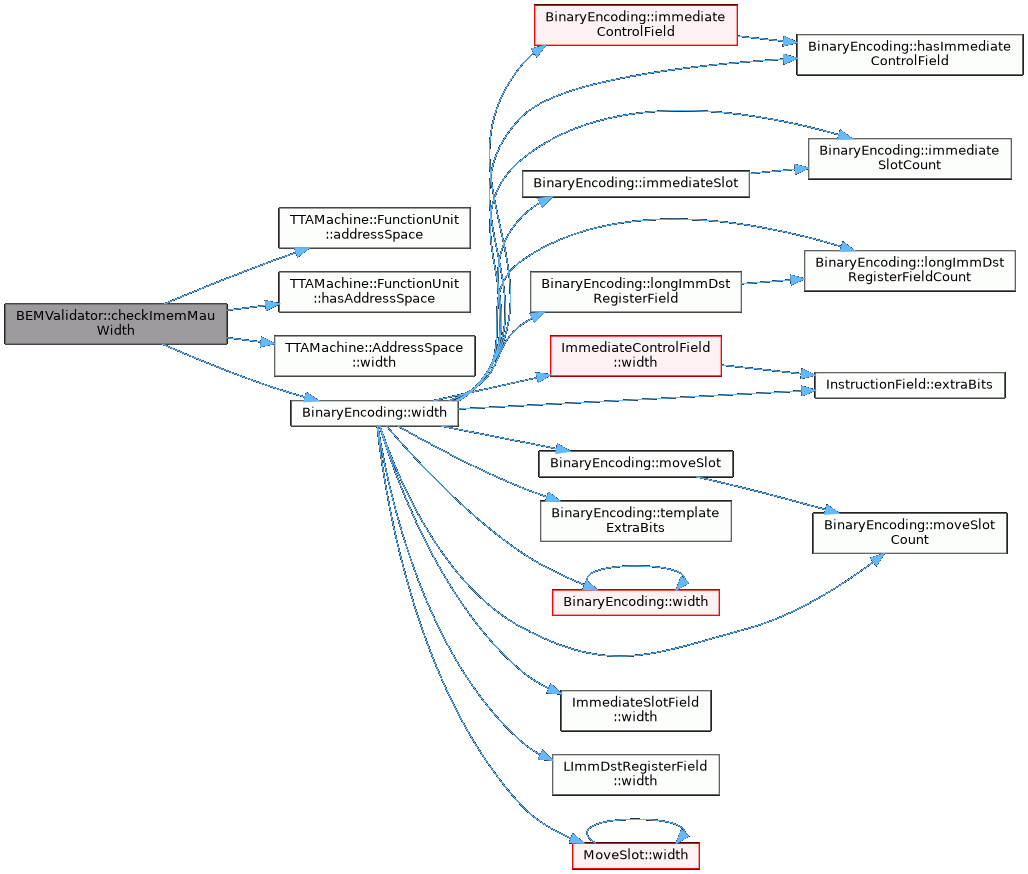 BinaryEncoding::immediate
ControlField
BinaryEncoding::hasImmediate
ControlField
BinaryEncoding::immediate
SlotCount
BinaryEncoding::immediateSlot
TTAMachine::FunctionUnit
::addressSpace
BinaryEncoding::longImmDst
RegisterFieldCount
TTAMachine::FunctionUnit
::hasAddressSpace
BinaryEncoding::longImmDst
RegisterField
BEMValidator::checkImemMau
Width
TTAMachine::AddressSpace
::width
ImmediateControlField
::width
InstructionField::extraBits
BinaryEncoding::width
BinaryEncoding::moveSlot
BinaryEncoding::template
ExtraBits
BinaryEncoding::moveSlot
Count
BinaryEncoding::width
ImmediateSlotField
::width
LImmDstRegisterField
::width
MoveSlot::width